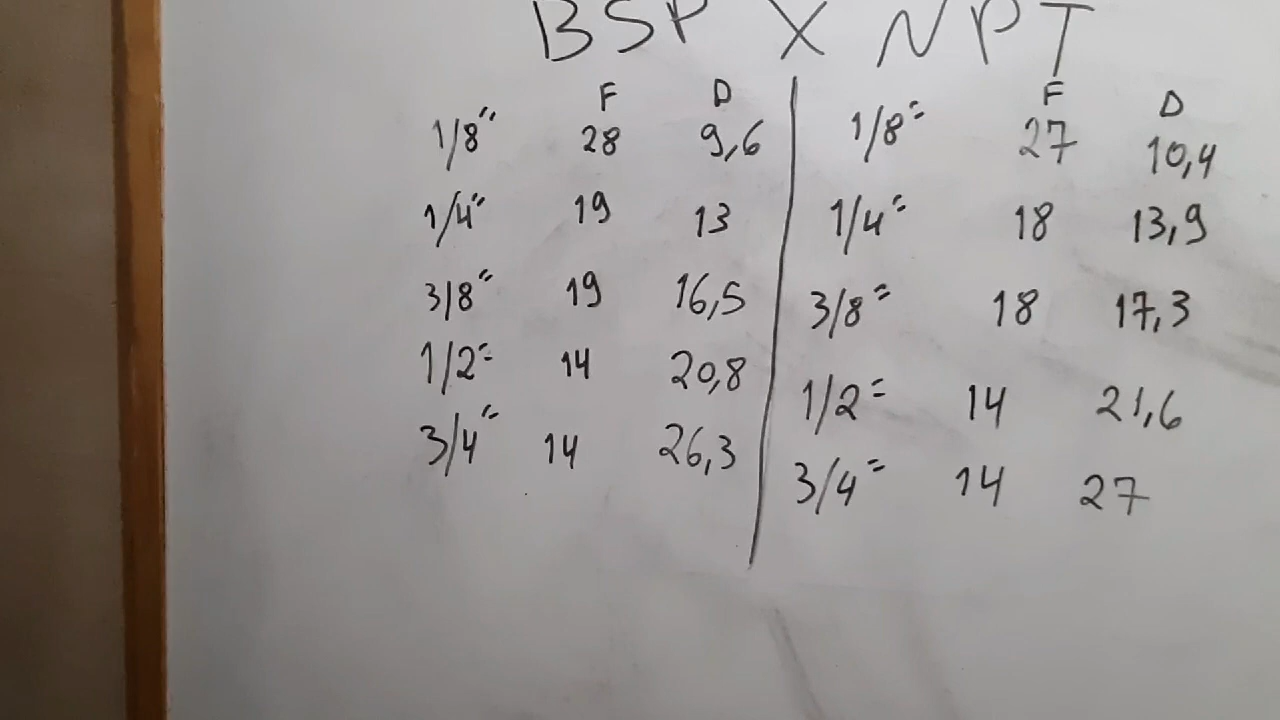 BSP X NPT
F D F D
1/8" 28 9,6 1/8" 27 10,4
1/4" 19 13 1/4" 18 13,9
3/8" 19 16,5 3/8" 18 17,3
1/2" 14 20,8 1/2" 14 21,6
3/4" 14 26,3 3/4" 14 27